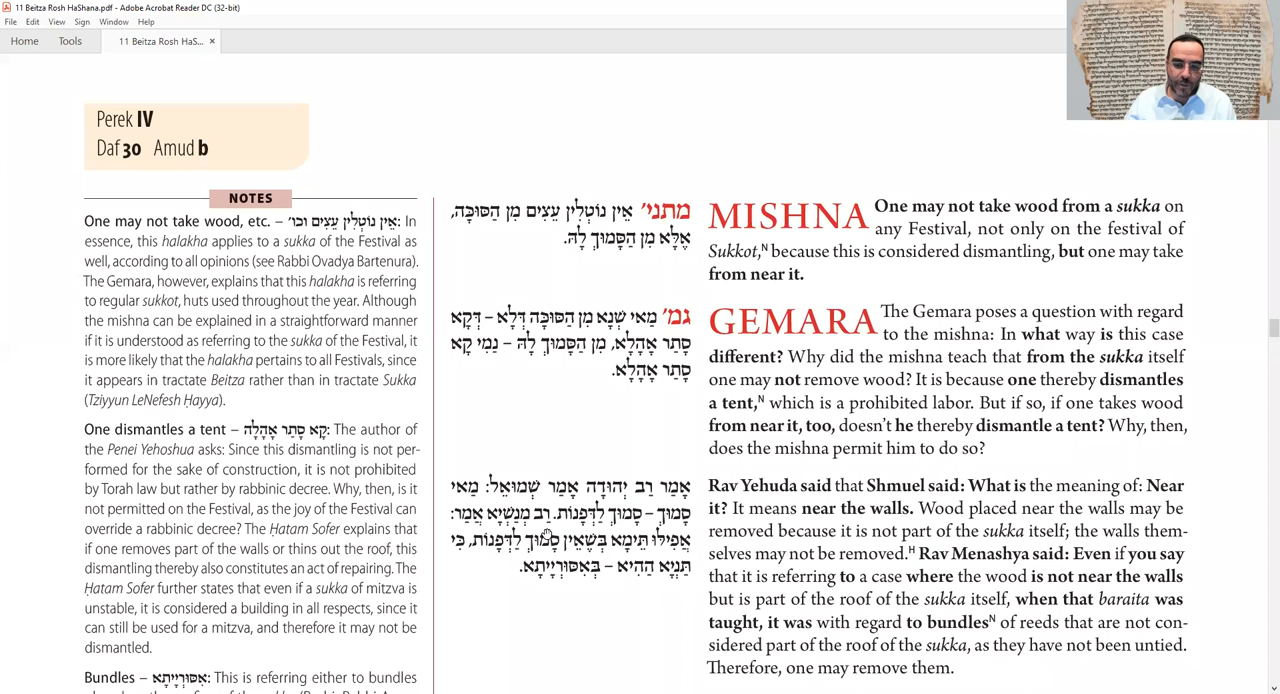 11 Beitza Rosh HaShana.pdf - Adobe Acrobat Reader DC (32-bit)
File Edit View Sign Window Help
Home Tools 11 Beitza Rosh HaS... ×
Perek IV
Daf 30 Amud b
NOTES
One may not take wood, etc. – אֵין נוֹטְלִין עֵצִים וכו׳: In
essence, this halakha applies to a sukka of the Festival as
well, according to all opinions (see Rabbi Ovadya Bartenura).
The Gemara, however, explains that this halakha is referring
to regular sukkot, huts used throughout the year. Although
the mishna can be explained in a straightforward manner
if it is understood as referring to the sukka of the Festival, it
is more likely that the halakha pertains to all Festivals, since
it appears in tractate Beitza rather than in tractate Sukka
(Tziyyun LeNefesh Ḥayya).
One dismantles a tent – קָא סָתַר אָהֳלָה: The author of
the Penei Yehoshua asks: Since this dismantling is not per-
formed for the sake of construction, it is not prohibited
by Torah law but rather by rabbinic decree. Why, then, is it
not permitted on the Festival, as the joy of the Festival can
override a rabbinic decree? The Ḥatam Sofer explains that
if one removes part of the walls or thins out the roof, this
dismantling thereby also constitutes an act of repairing. The
Ḥatam Sofer further states that even if a sukka of mitzva is
unstable, it is considered a building in all respects, since it
can still be used for a mitzva, and therefore it may not be
dismantled.
Bundles – אִסּוּרְיָיתָא: This is referring either to bundles
מתני׳ אֵין נוֹטְלִין עֵצִים מִן הַסּוּכָּה,
אֶלָּא מִן הַסָּמוּךְ לָהּ.
גמ׳ מַאי שְׁנָא מִן הַסּוּכָּה דְּלָא – דְּקָא
סָתַר אָהֳלָא, מִן הַסָּמוּךְ לָהּ – נַמִי קָא
סָתַר אָהֳלָא.
אָמַר רַב יְהוּדָה אָמַר שְׁמוּאֵל: מַאי
סָמוּךְ – סָמוּךְ לַדְּפָנוֹת. רַב מְנַשְׁיָא אֲמַר:
אֲפִילּוּ תֵּימָא בְּשֶׁאֵין סָמוּךְ לַדְּפָנוֹת, כִּי
תַּנְיָא הַהִיא – בְּאִסּוּרְיָיתָא.
MISHNA One may not take wood from a sukka on
any Festival, not only on the festival of
Sukkot,N because this is considered dismantling, but one may take
from near it.
GEMARA The Gemara poses a question with regard
to the mishna: In what way is this case
different? Why did the mishna teach that from the sukka itself
one may not remove wood? It is because one thereby dismantles
a tent,N which is a prohibited labor. But if so, if one takes wood
from near it, too, doesn't he thereby dismantle a tent? Why, then,
does the mishna permit him to do so?
Rav Yehuda said that Shmuel said: What is the meaning of: Near
it? It means near the walls. Wood placed near the walls may be
removed because it is not part of the sukka itself; the walls them-
selves may not be removed.H Rav Menashya said: Even if you say
that it is referring to a case where the wood is not near the walls
but is part of the roof of the sukka itself, when that baraita was
taught, it was with regard to bundlesN of reeds that are not con-
sidered part of the roof of the sukka, as they have not been untied.
Therefore, one may remove them.